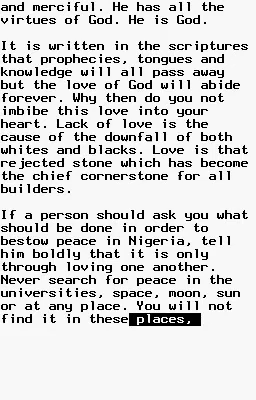 and merciful. He has all the
virtues of God. He is God.
It is written in the scriptures
that prophecies, tongues and
knowledge will all pass away
but the love of God will abide
forever. Why then do you not
imbibe this love into your
heart. Lack of love is the
cause of the downfall of both
whites and blacks. Love is that
rejected stone which has become
the chief cornerstone for all
builders.
If a person should ask you what
should be done in order to
bestow peace in Nigeria, tell
him boldly that it is only
through loving one another.
Never search for peace in the
universities, space, moon, sun
or at any place. You will not
find it in these places,